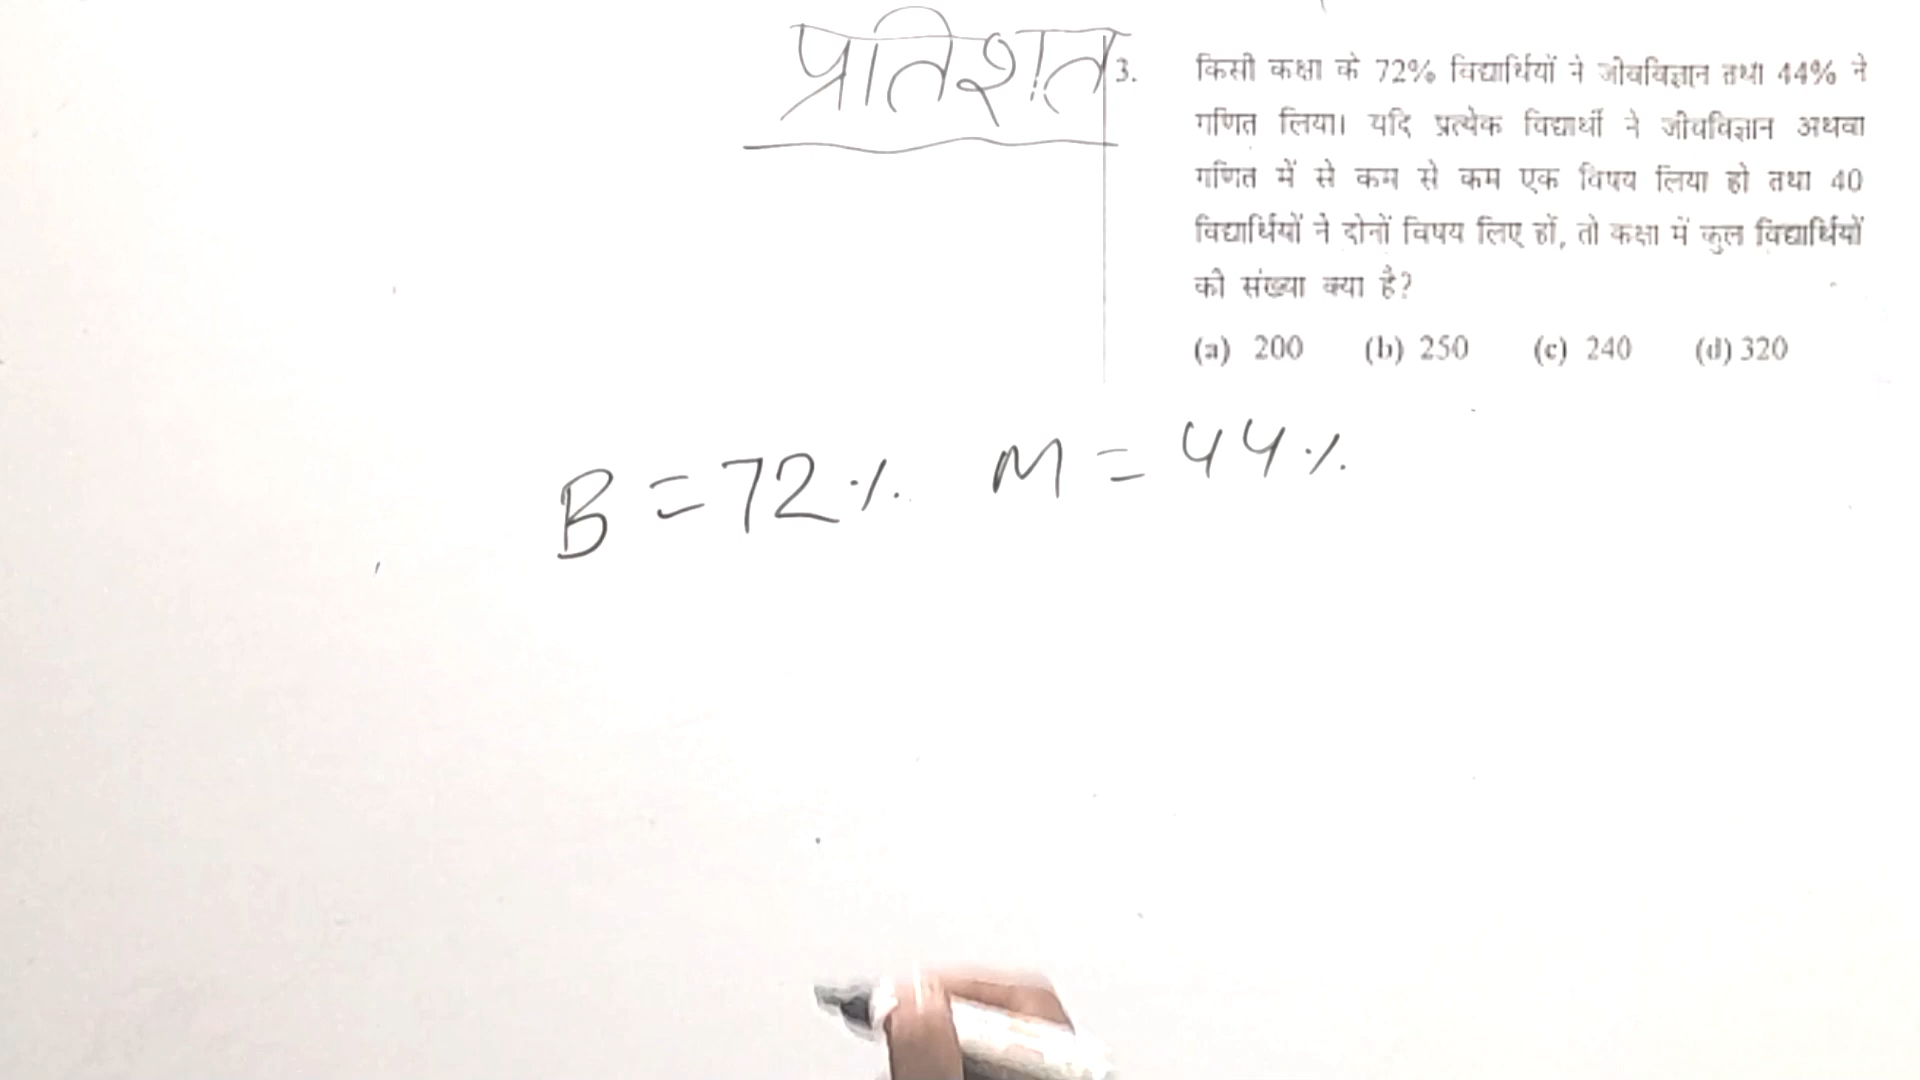 प्रतिशत
3. किसी कक्षा के 72% विद्यार्थियों ने जीवविज्ञान तथा 44% ने
गणित लिया। यदि प्रत्येक विद्यार्थी ने जीवविज्ञान अथवा
गणित में से कम से कम एक विषय लिया हो तथा 40
विद्यार्थियों ने दोनों विषय लिए हों, तो कक्षा में कुल विद्यार्थियों
की संख्या क्या है?
(a) 200 (b) 250 (c) 240 (d) 320
B = 72% M = 44%